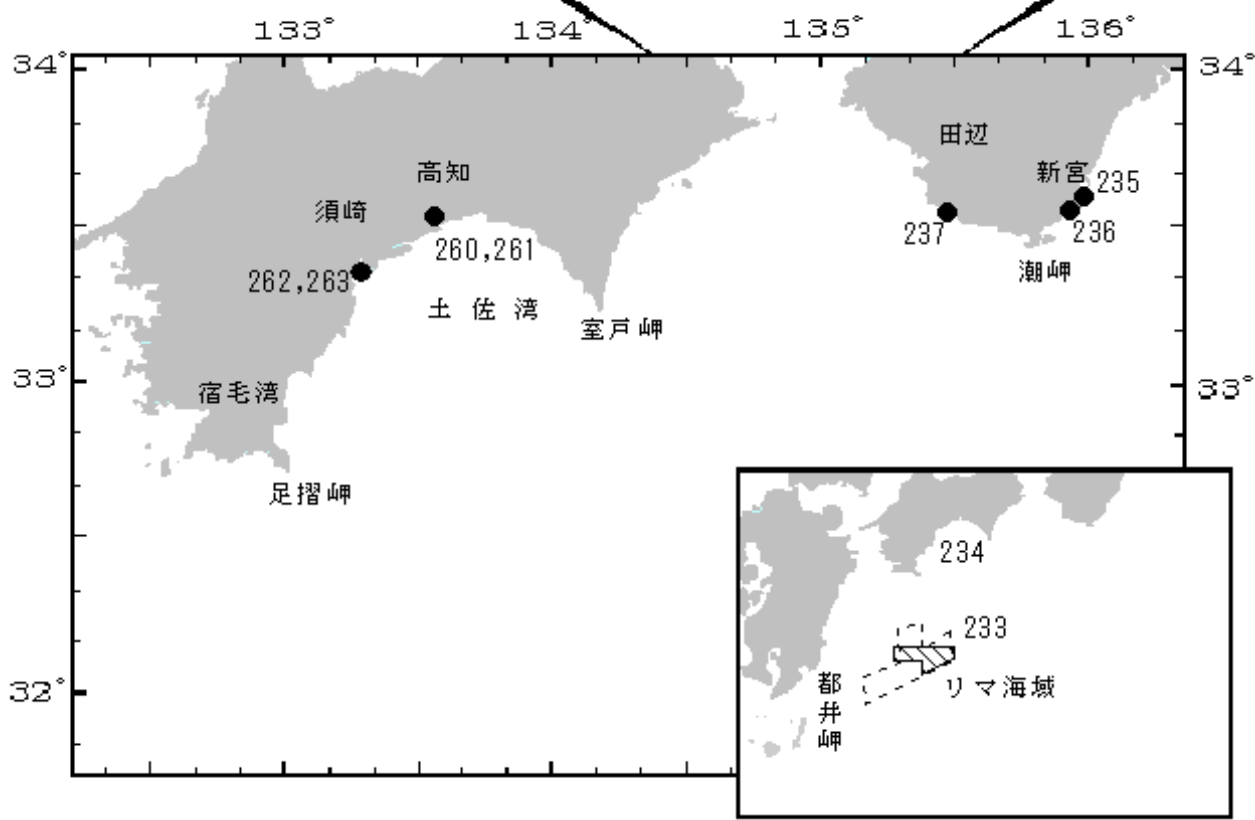 133° 134° 135° 136°
34° 34°
田辺
高知 新宮 235
須崎
237 236
260,261
262,263 潮岬
土佐湾
室戸岬
33° 33°
宿毛湾
足摺岬
234
233
リマ海域
都井岬
32°